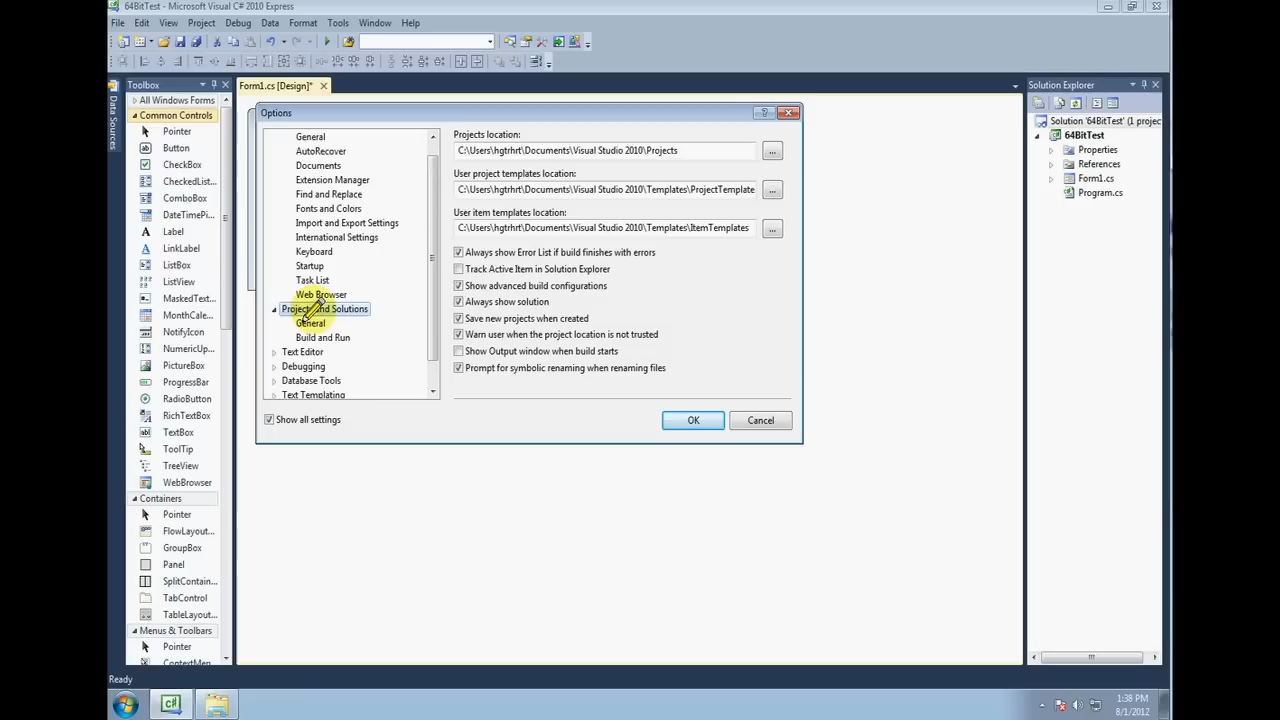 64BitTest - Microsoft Visual C# 2010 Express
File Edit View Project Debug Data Format Tools Window Help
Toolbox
Form1.cs [Design]*
Solution Explorer
Data Sources
All Windows Forms
Common Controls
Pointer
Button
CheckBox
CheckedList...
ComboBox
DateTimePi...
Label
LinkLabel
ListBox
ListView
MaskedText...
MonthCale...
NotifyIcon
NumericUp...
PictureBox
ProgressBar
RadioButton
RichTextBox
TextBox
ToolTip
TreeView
WebBrowser
Containers
Pointer
FlowLayout...
GroupBox
Panel
SplitContain...
TabControl
TableLayout...
Menus & Toolbars
Pointer
ContextMen
Options
General
AutoRecover
Documents
Extension Manager
Find and Replace
Fonts and Colors
Import and Export Settings
International Settings
Keyboard
Startup
Task List
Web Browser
Projects and Solutions
General
Build and Run
Text Editor
Debugging
Database Tools
Text Templating
Show all settings
Projects location:
C:\Users\hgtrhrt\Documents\Visual Studio 2010\Projects
...
User project templates location:
C:\Users\hgtrhrt\Documents\Visual Studio 2010\Templates\ProjectTemplate
...
User item templates location:
C:\Users\hgtrhrt\Documents\Visual Studio 2010\Templates\ItemTemplates
...
Always show Error List if build finishes with errors
Track Active Item in Solution Explorer
Show advanced build configurations
Always show solution
Save new projects when created
Warn user when the project location is not trusted
Show Output window when build starts
Prompt for symbolic renaming when renaming files
OK Cancel
Solution '64BitTest' (1 projec
64BitTest
Properties
References
Form1.cs
Program.cs
Ready
1:38 PM
8/1/2012